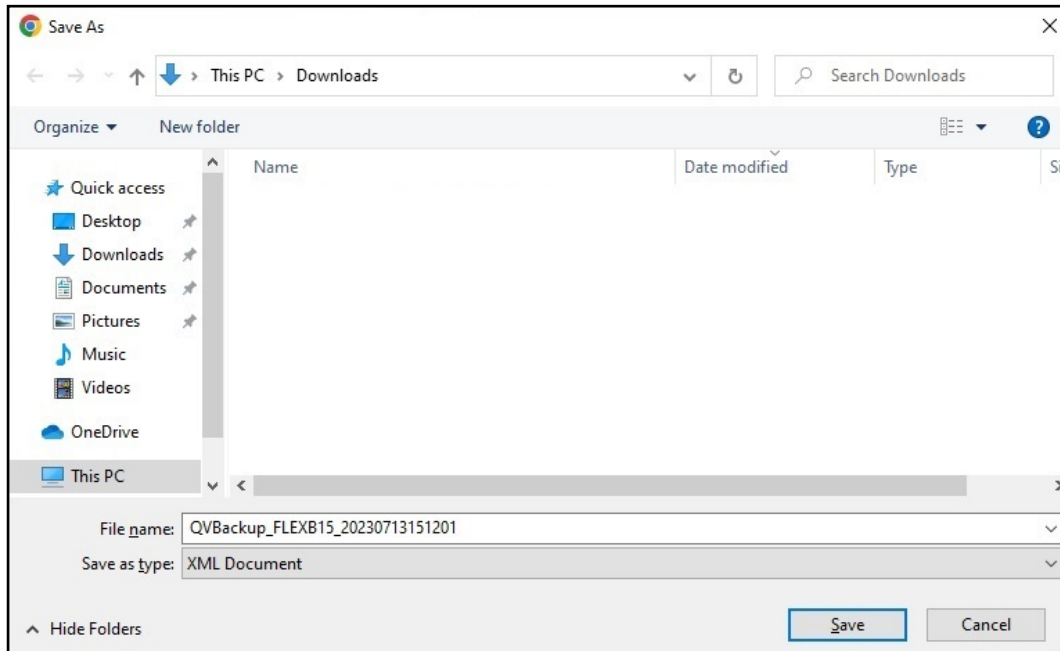 Save As
This PC > Downloads
Search Downloads
Organize
New folder
Name
Date modified
Type
Quick access
Desktop
Downloads
Documents
Pictures
Music
Videos
OneDrive
This PC
File name: QVBackup_FLEXB15_20230713151201
Save as type: XML Document
Hide Folders
Save
Cancel